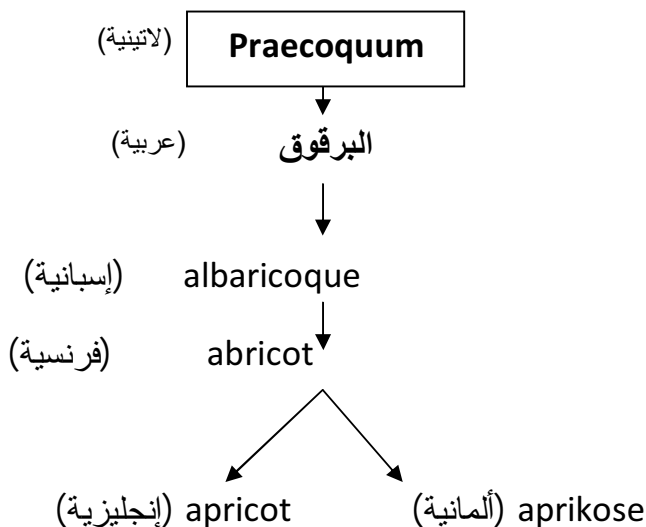 (لاتينية) Praecoquum
(عربية) البرقوق
(إسبانية) albaricoque
(فرنسية) abricot
(إنجليزية) apricot (ألمانية) aprikose